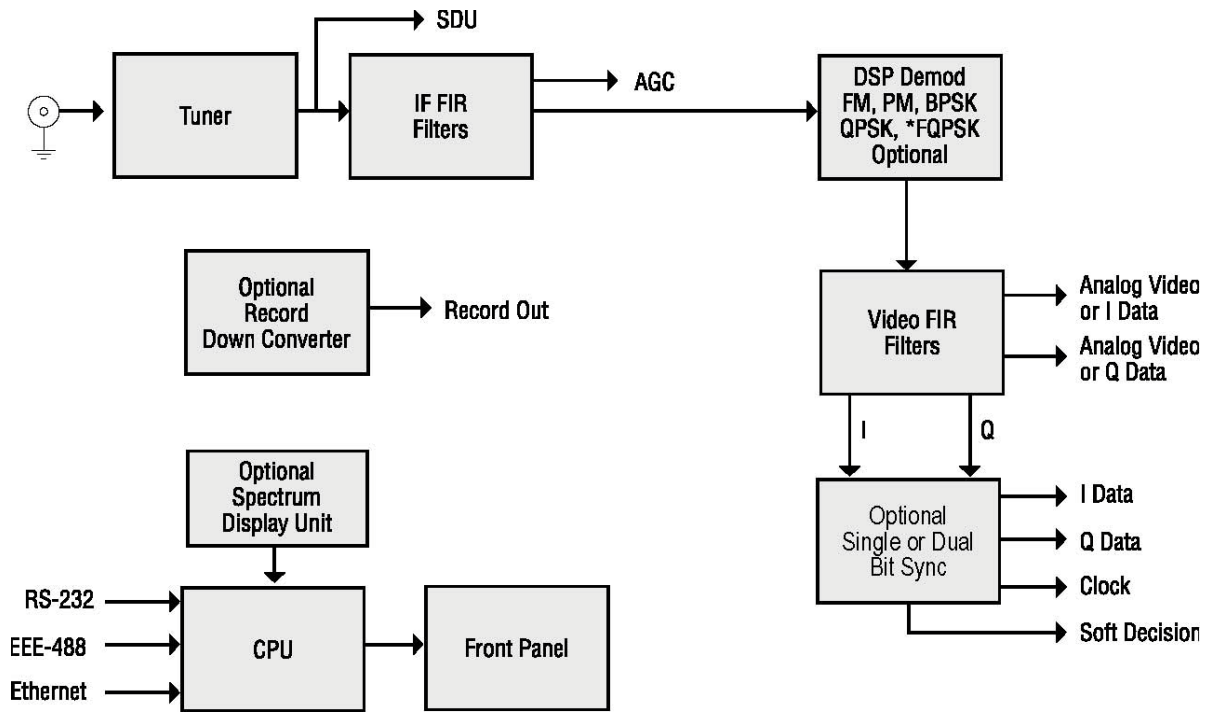 SDU
Tuner
IF FIR
Filters
AGC
DSP Demod
FM, PM, BPSK
QPSK, *FQPSK
Optional
Optional
Record
Down Converter
Record Out
Video FIR
Filters
Analog Video
or I Data
Analog Video
or Q Data
I
Q
Optional
Spectrum
Display Unit
Optional
Single or Dual
Bit Sync
I Data
Q Data
Clock
Soft Decision
RS-232
EEE-488
Ethernet
CPU
Front Panel